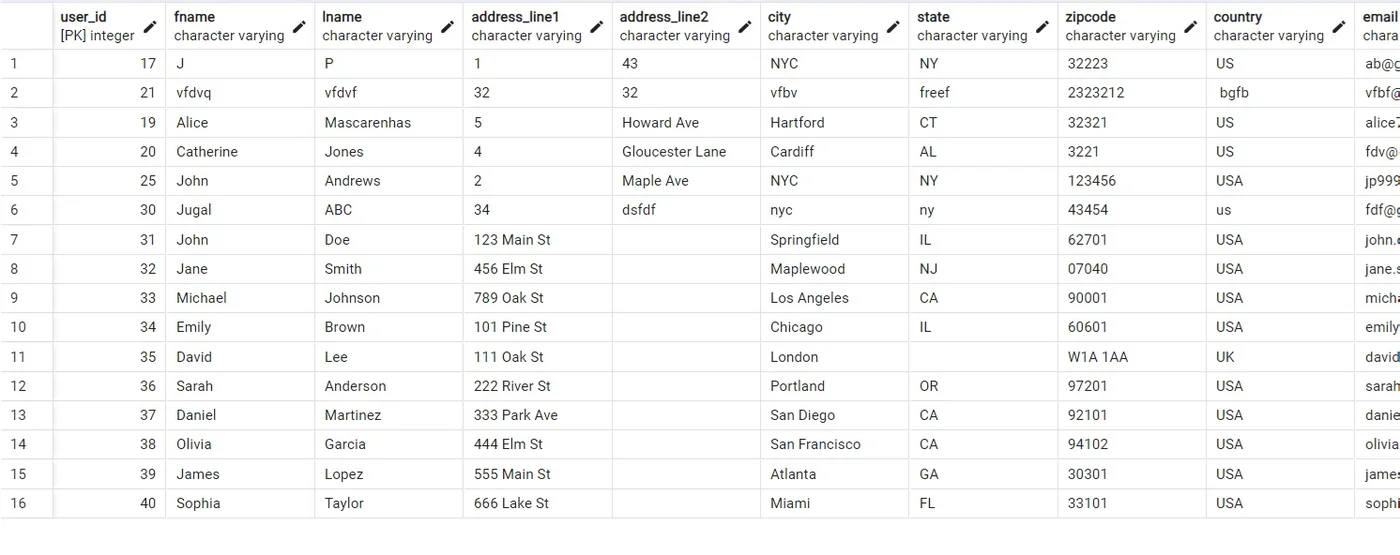 user_id fname lname address_line1 address_line2 city state zipcode country email
[PK] integer character varying character varying character varying character varying character varying character varying character varying character varying chara
1 17 J P 1 43 NYC NY 32223 US ab@g
2 21 vfdvq vfdvf 32 32 vfbv freef 2323212 bgfb vfbf@
3 19 Alice Mascarenhas 5 Howard Ave Hartford CT 32321 US alice7
4 20 Catherine Jones 4 Gloucester Lane Cardiff AL 3221 US fdv@
5 25 John Andrews 2 Maple Ave NYC NY 123456 USA jp999
6 30 Jugal ABC 34 dsfdf nyc ny 43454 us fdf@g
7 31 John Doe 123 Main St Springfield IL 62701 USA john.
8 32 Jane Smith 456 Elm St Maplewood NJ 07040 USA jane.s
9 33 Michael Johnson 789 Oak St Los Angeles CA 90001 USA micha
10 34 Emily Brown 101 Pine St Chicago IL 60601 USA emily
11 35 David Lee 111 Oak St London W1A 1AA UK david
12 36 Sarah Anderson 222 River St Portland OR 97201 USA sarah
13 37 Daniel Martinez 333 Park Ave San Diego CA 92101 USA danie
14 38 Olivia Garcia 444 Elm St San Francisco CA 94102 USA olivia
15 39 James Lopez 555 Main St Atlanta GA 30301 USA james
16 40 Sophia Taylor 666 Lake St Miami FL 33101 USA sophi